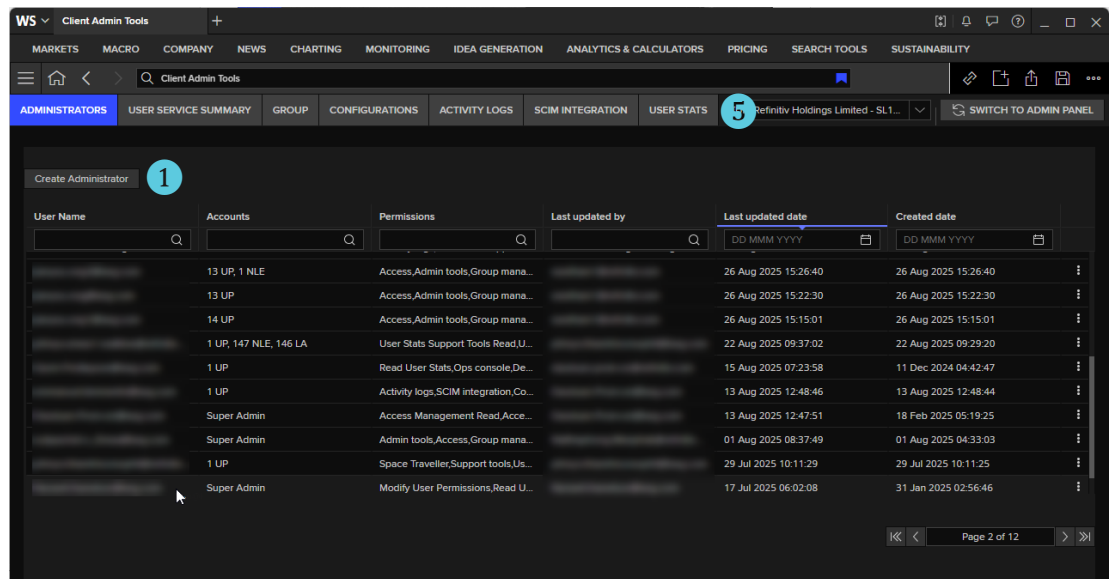 WS Client Admin Tools +
MARKETS MACRO COMPANY NEWS CHARTING MONITORING IDEA GENERATION ANALYTICS & CALCULATORS PRICING SEARCH TOOLS SUSTAINABILITY
Client Admin Tools
ADMINISTRATORS USER SERVICE SUMMARY GROUP CONFIGURATIONS ACTIVITY LOGS SCIM INTEGRATION USER STATS 5 Refinitiv Holdings Limited - SL1... SWITCH TO ADMIN PANEL
Create Administrator 1
User Name Accounts Permissions Last updated by Last updated date Created date
DD MMM YYYY DD MMM YYYY
13 UP, 1 NLE Access,Admin tools,Group mana... 26 Aug 2025 15:26:40 26 Aug 2025 15:26:40
13 UP Access,Admin tools,Group mana... 26 Aug 2025 15:22:30 26 Aug 2025 15:22:30
14 UP Access,Admin tools,Group mana... 26 Aug 2025 15:15:01 26 Aug 2025 15:15:01
1 UP, 147 NLE, 146 LA User Stats Support Tools Read,U... 22 Aug 2025 09:37:02 22 Aug 2025 09:29:20
1 UP Read User Stats,Ops console,De... 15 Aug 2025 07:23:58 11 Dec 2024 04:42:47
1 UP Activity logs,SCIM integration,Co... 13 Aug 2025 12:48:46 13 Aug 2025 12:48:44
Super Admin Access Management Read,Acce... 13 Aug 2025 12:47:51 18 Feb 2025 05:19:25
Super Admin Admin tools,Access,Group mana... 01 Aug 2025 08:37:49 01 Aug 2025 04:33:03
1 UP Space Traveller,Support tools,Us... 29 Jul 2025 10:11:29 29 Jul 2025 10:11:25
Super Admin Modify User Permissions,Read U... 17 Jul 2025 06:02:08 31 Jan 2025 02:56:46
Page 2 of 12